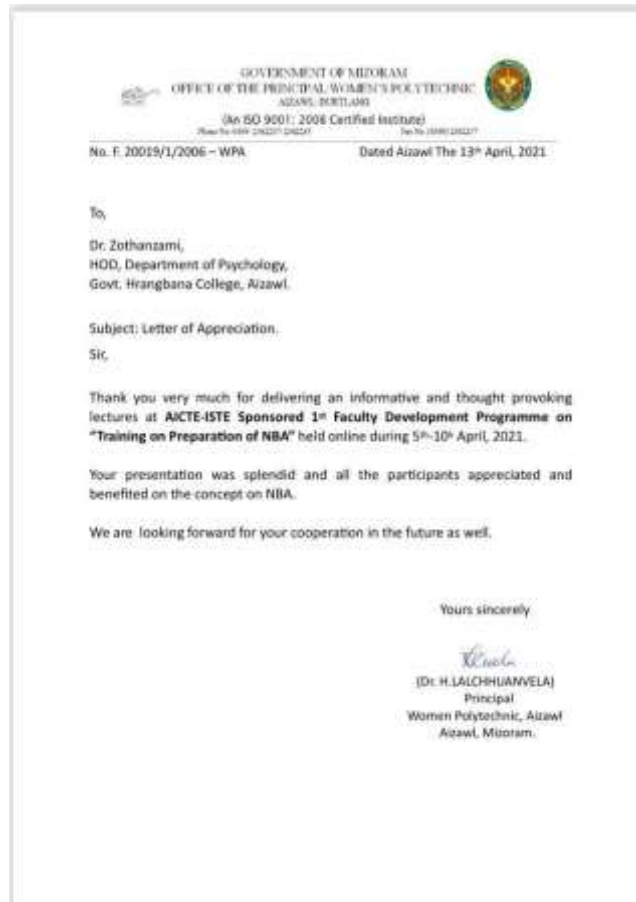 GOVERNMENT OF MIZORAM
OFFICE OF THE PRINCIPAL WOMEN'S POLYTECHNIC
AIZAWL: DURTLANG
(An ISO 9001: 2008 Certified Institute)
No. F. 20019/1/2006 – WPA Dated Aizawl The 13th April, 2021
To,
Dr. Zothanzami,
HOD, Department of Psychology,
Govt. Hrangbana College, Aizawl.
Subject: Letter of Appreciation.
Sir,
Thank you very much for delivering an informative and thought provoking
lectures at AICTE-ISTE Sponsored 1st Faculty Development Programme on
"Training on Preparation of NBA" held online during 5th-10th April, 2021.
Your presentation was splendid and all the participants appreciated and
benefited on the concept on NBA.
We are looking forward for your cooperation in the future as well.
Yours sincerely
(Dr. H.LALCHHUANVELA)
Principal
Women Polytechnic, Aizawl
Aizawl, Mizoram.